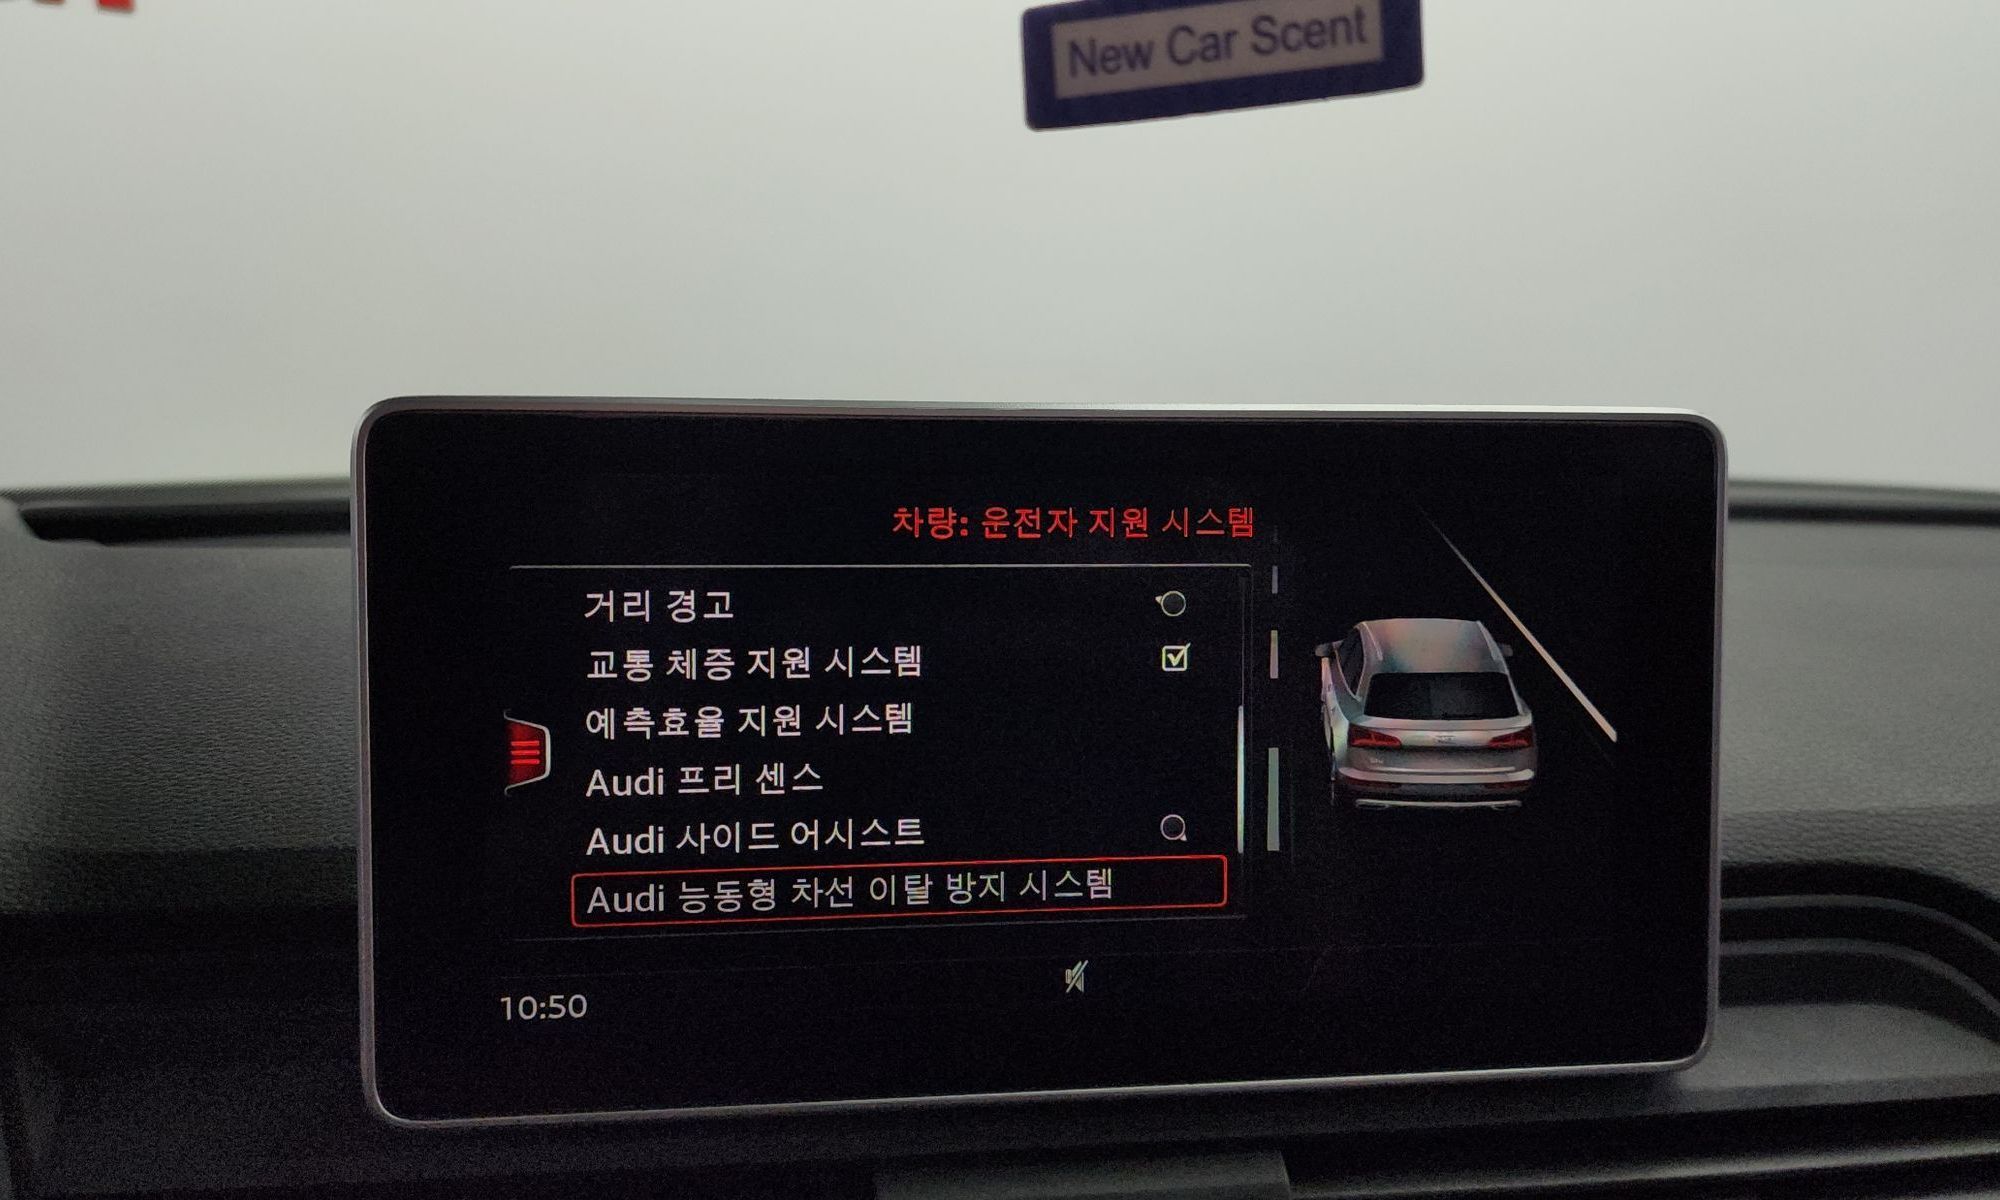 New Car Scent
차량: 운전자 지원 시스템
거리 경고
교통 체증 지원 시스템
예측효율 지원 시스템
Audi 프리 센스
Audi 사이드 어시스트
Audi 능동형 차선 이탈 방지 시스템
10:50